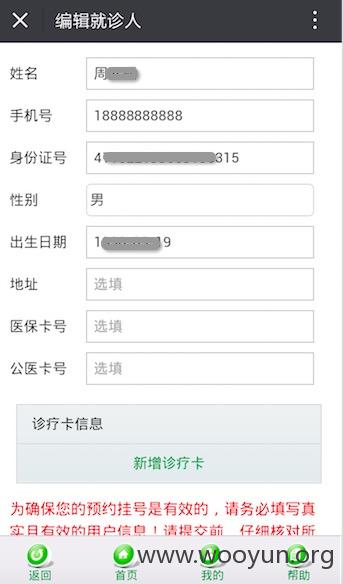 编辑就诊人
姓名 周
手机号 18888888888
身份证号 4 315
性别 男
出生日期 1 19
地址 选填
医保卡号 选填
公医卡号 选填
诊疗卡信息
新增诊疗卡
为确保您的预约挂号是有效的，请务必填写真
实且有效的用户信息！请提交前，仔细核对所
返回 首页 我的 帮助
www.wooyun.org